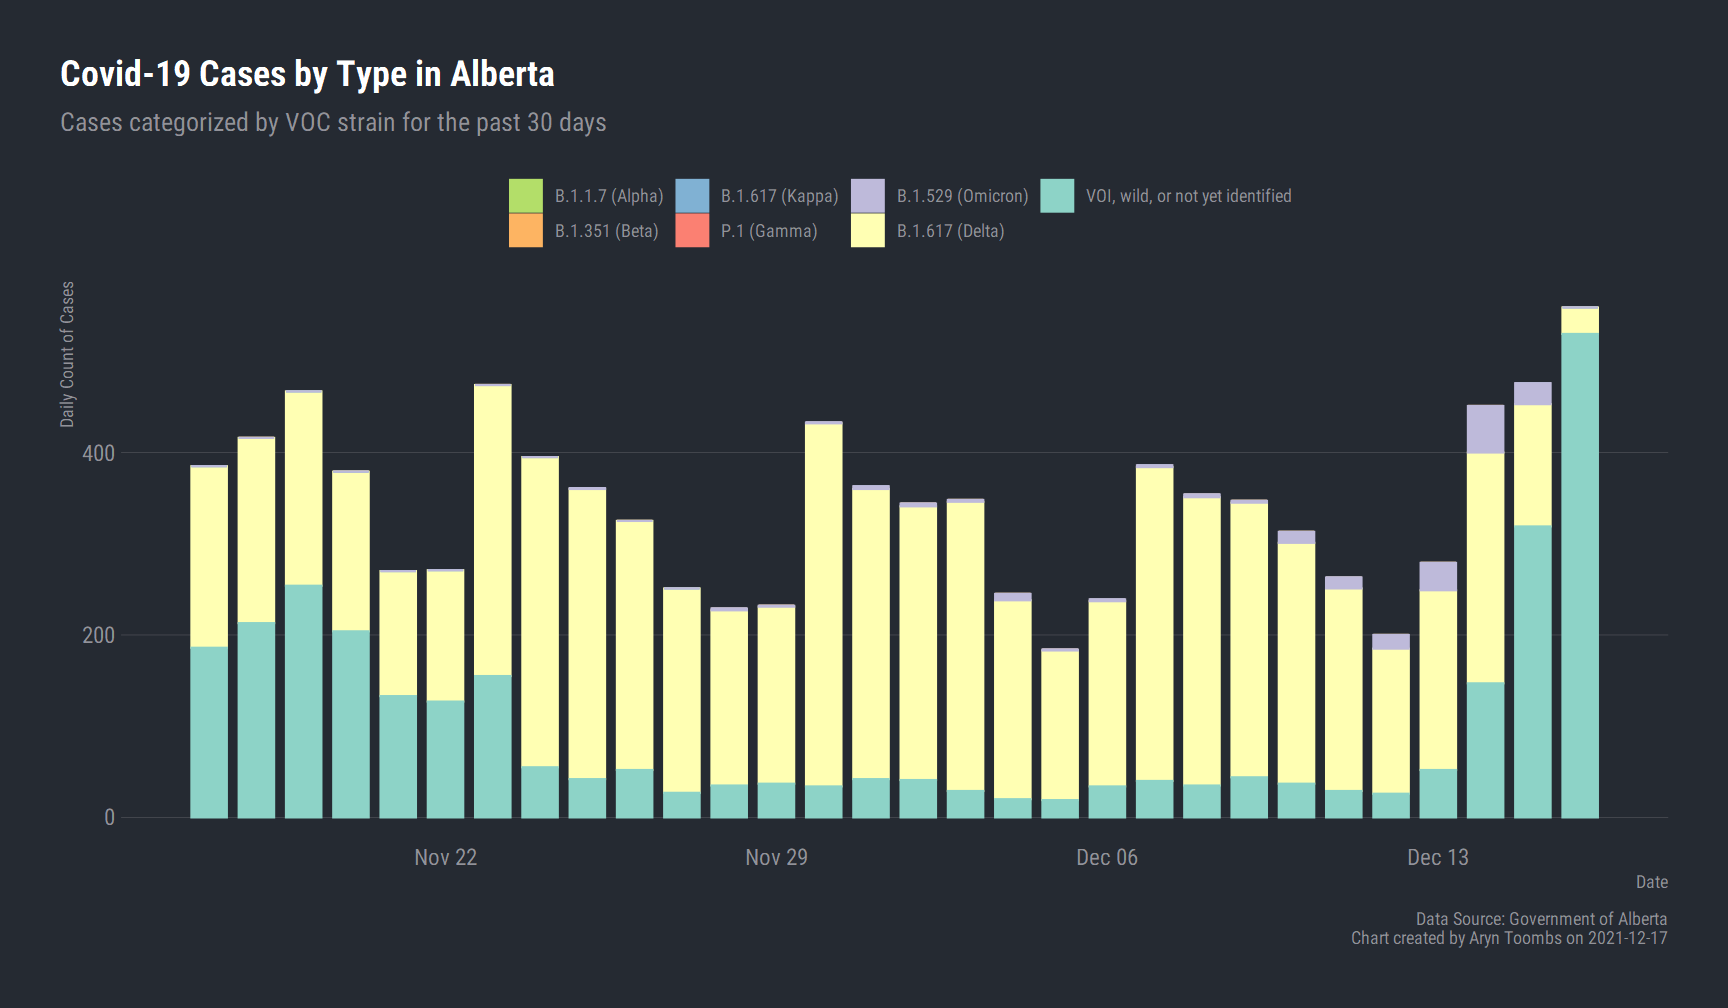 Covid-19 Cases by Type in Alberta
Cases categorized by VOC strain for the past 30 days
B.1.1.7 (Alpha) B.1.617 (Kappa) B.1.529 (Omicron) VOI, wild, or not yet identified
B.1.351 (Beta) P.1 (Gamma) B.1.617 (Delta)
Daily Count of Cases
400
200
0
Nov 22 Nov 29 Dec 06 Dec 13
Date
Data Source: Government of Alberta
Chart created by Aryn Toombs on 2021-12-17